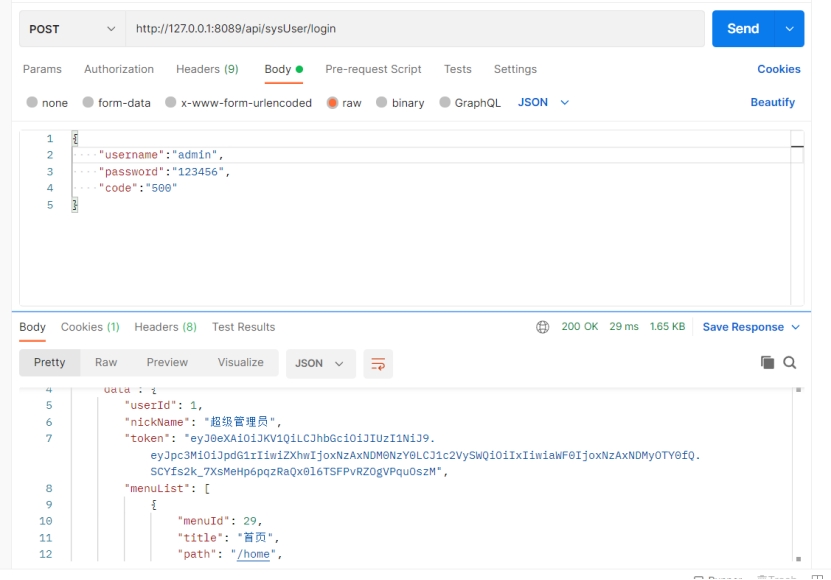 POST http://127.0.0.1:8089/api/sysUser/login Send
Params Authorization Headers (9) Body Pre-request Script Tests Settings Cookies
none form-data x-www-form-urlencoded raw binary GraphQL JSON Beautify
1 {
2 "username":"admin",
3 "password":"123456",
4 "code":"500"
5 }
Body Cookies (1) Headers (8) Test Results 200 OK 29 ms 1.65 KB Save Response
Pretty Raw Preview Visualize JSON
4 "data": {
5 "userId": 1,
6 "nickName": "超级管理员",
7 "token": "eyJ0eXAiOiJKV1QiLCJhbGciOiJIUzI1NiJ9.
eyJpc3MiOiJpdG1rIiwiZXhwIjoxNzAxNDM0NzY0LCJ1c2VySWQiOiIxIiwiaWF0IjoxNzAxNDMyOTY0fQ.
SCYfs2k_7XsMeHp6pqzRaQx0l6TSFPvRZOgVPquOszM",
8 "menuList": [
9 {
10 "menuId": 29,
11 "title": "首页",
12 "path": "/home",
Runner Trash